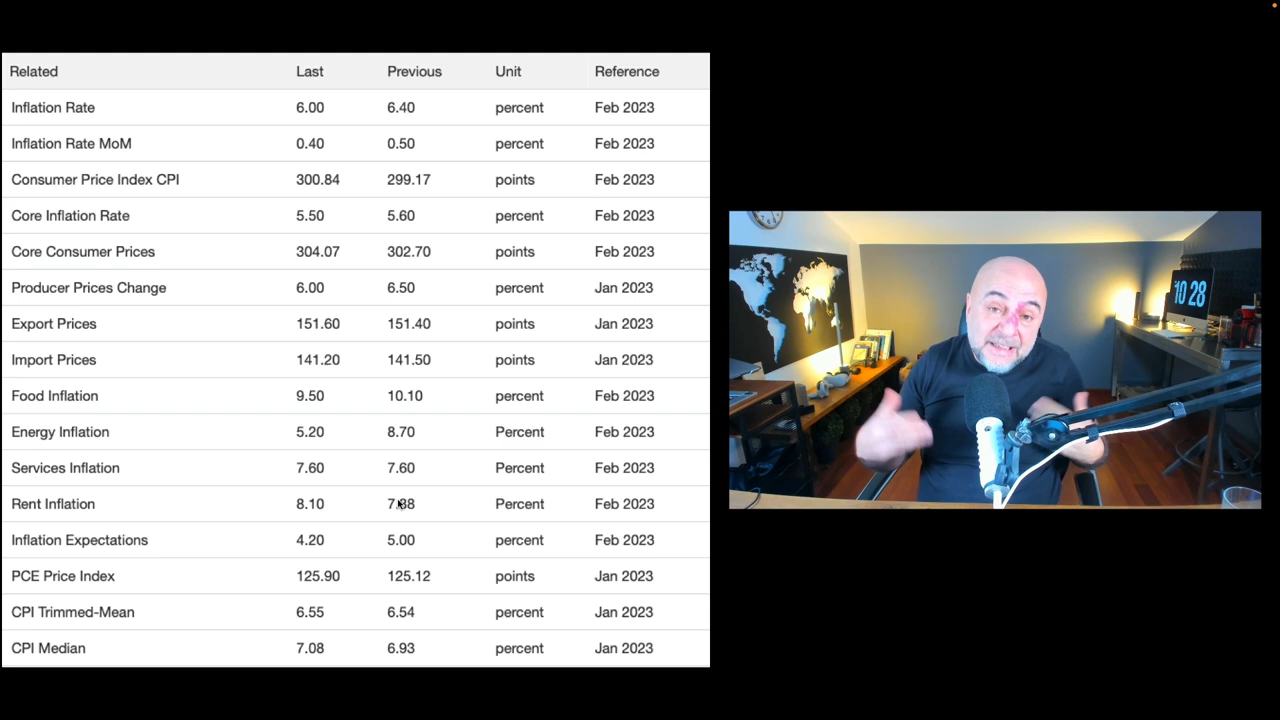 Related Last Previous Unit Reference
Inflation Rate 6.00 6.40 percent Feb 2023
Inflation Rate MoM 0.40 0.50 percent Feb 2023
Consumer Price Index CPI 300.84 299.17 points Feb 2023
Core Inflation Rate 5.50 5.60 percent Feb 2023
Core Consumer Prices 304.07 302.70 points Feb 2023
Producer Prices Change 6.00 6.50 percent Jan 2023
Export Prices 151.60 151.40 points Jan 2023
Import Prices 141.20 141.50 points Jan 2023
Food Inflation 9.50 10.10 percent Feb 2023
Energy Inflation 5.20 8.70 Percent Feb 2023
Services Inflation 7.60 7.60 Percent Feb 2023
Rent Inflation 8.10 Percent Feb 2023
Inflation Expectations 4.20 5.00 percent Feb 2023
PCE Price Index 125.90 125.12 points Jan 2023
CPI Trimmed-Mean 6.55 6.54 percent Jan 2023
CPI Median 7.08 6.93 percent Jan 2023
10 28